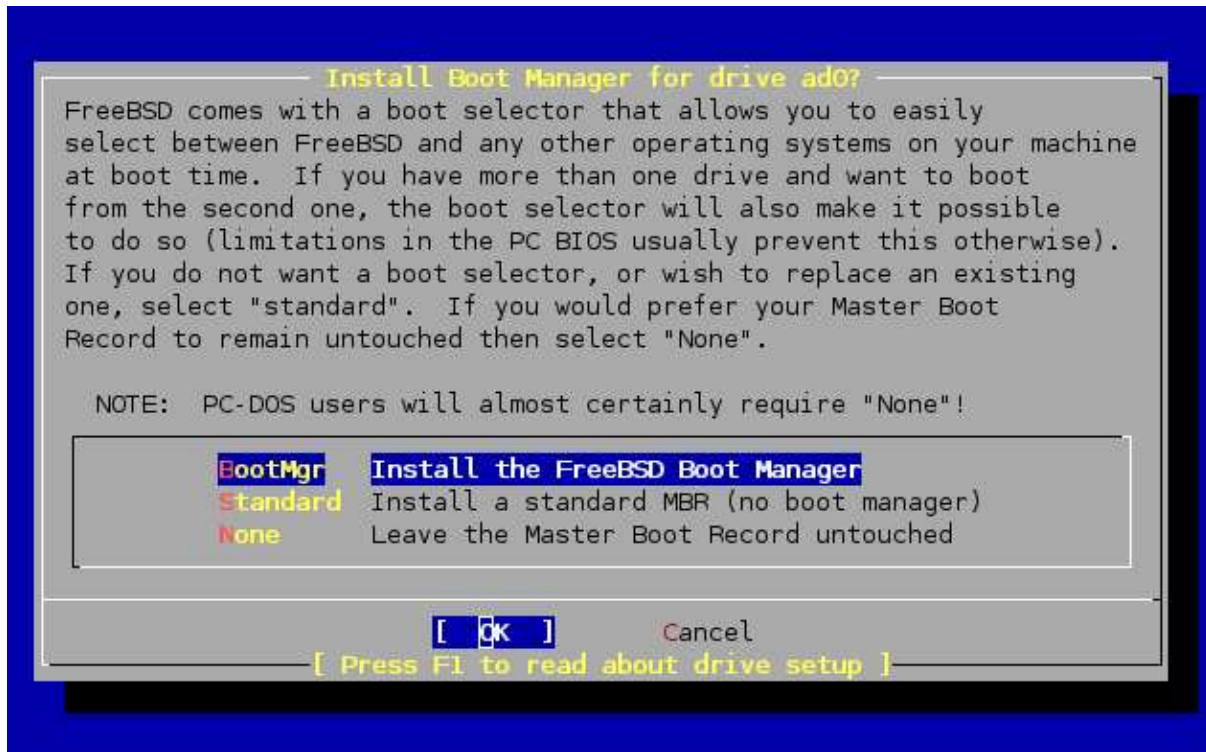 Install Boot Manager for drive ad0?
FreeBSD comes with a boot selector that allows you to easily
select between FreeBSD and any other operating systems on your machine
at boot time.  If you have more than one drive and want to boot
from the second one, the boot selector will also make it possible
to do so (limitations in the PC BIOS usually prevent this otherwise).
If you do not want a boot selector, or wish to replace an existing
one, select "standard".  If you would prefer your Master Boot
Record to remain untouched then select "None".
NOTE:  PC-DOS users will almost certainly require "None"!
BootMgr   Install the FreeBSD Boot Manager
Standard  Install a standard MBR (no boot manager)
None      Leave the Master Boot Record untouched
[  OK  ]       Cancel
[ Press F1 to read about drive setup ]